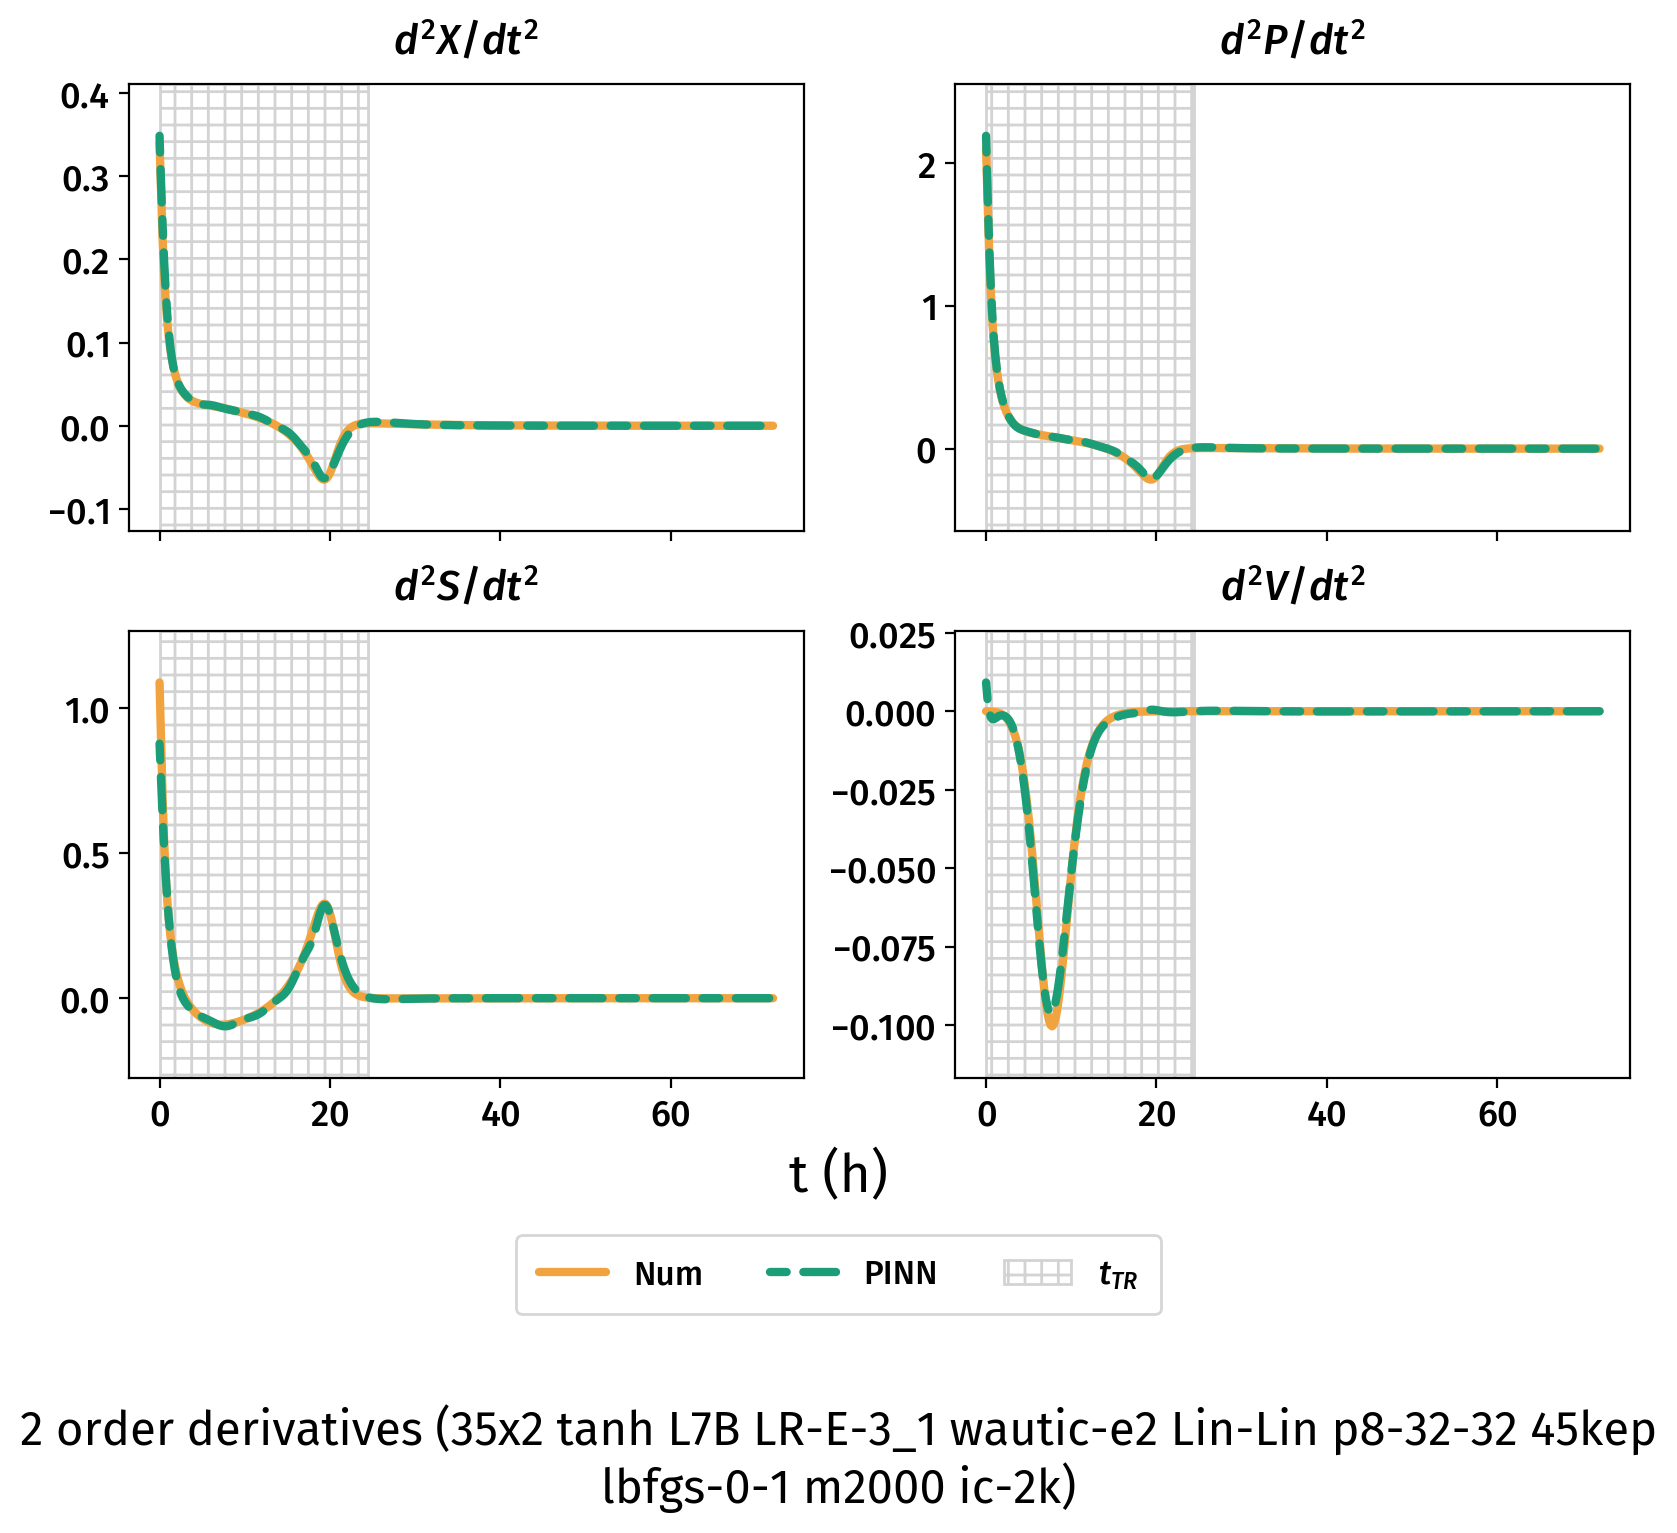 d²X/dt²
d²P/dt²
0.4
0.3
0.2
0.1
0.0
−0.1
2
1
0
d²S/dt²
d²V/dt²
1.0
0.5
0.0
0.025
0.000
−0.025
−0.050
−0.075
−0.100
0 20 40 60
0 20 40 60
t (h)
Num PINN t_TR
2 order derivatives (35x2 tanh L7B LR-E-3_1 wautic-e2 Lin-Lin p8-32-32 45kep
lbfgs-0-1 m2000 ic-2k)